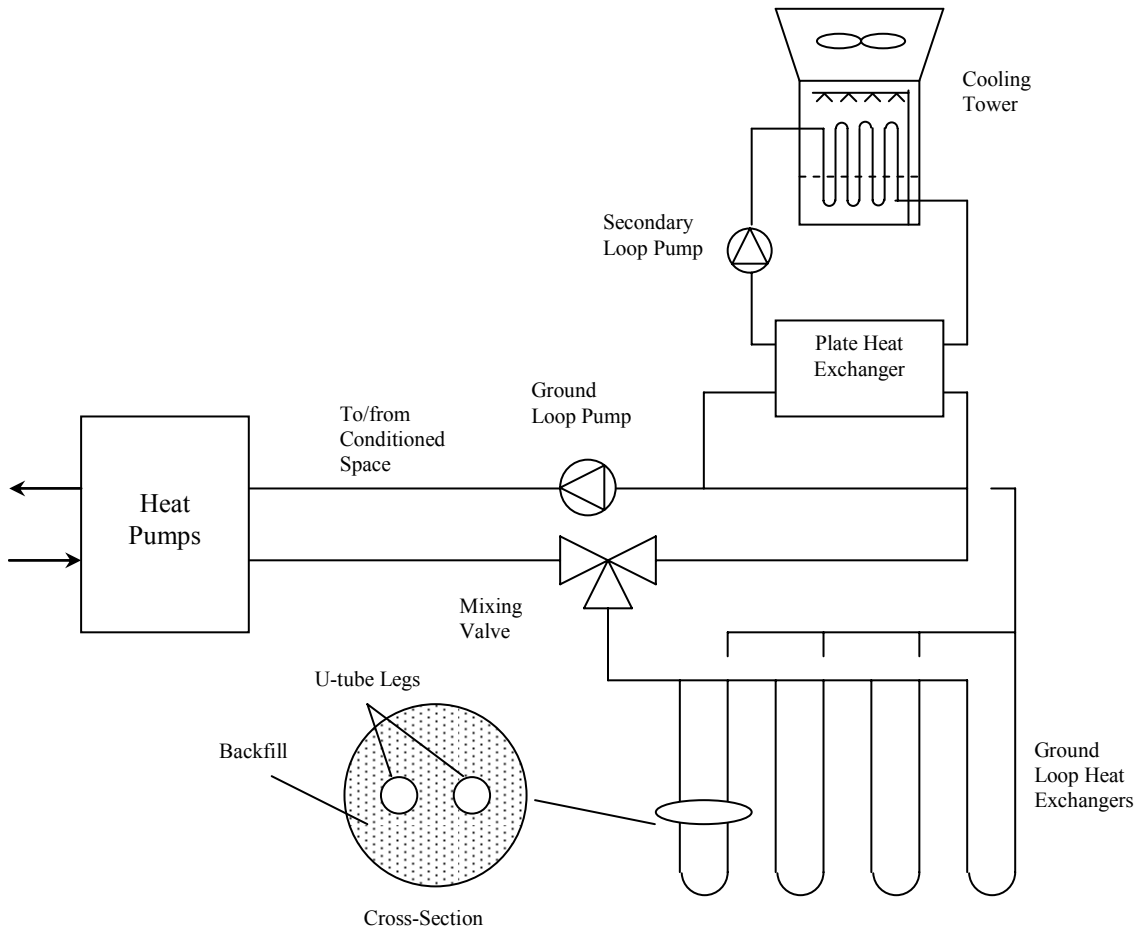 Cooling
Tower
Secondary
Loop Pump
Plate Heat
Exchanger
Ground
Loop Pump
To/from
Conditioned
Space
Heat
Pumps
Mixing
Valve
U-tube Legs
Backfill
Ground
Loop Heat
Exchangers
Cross-Section